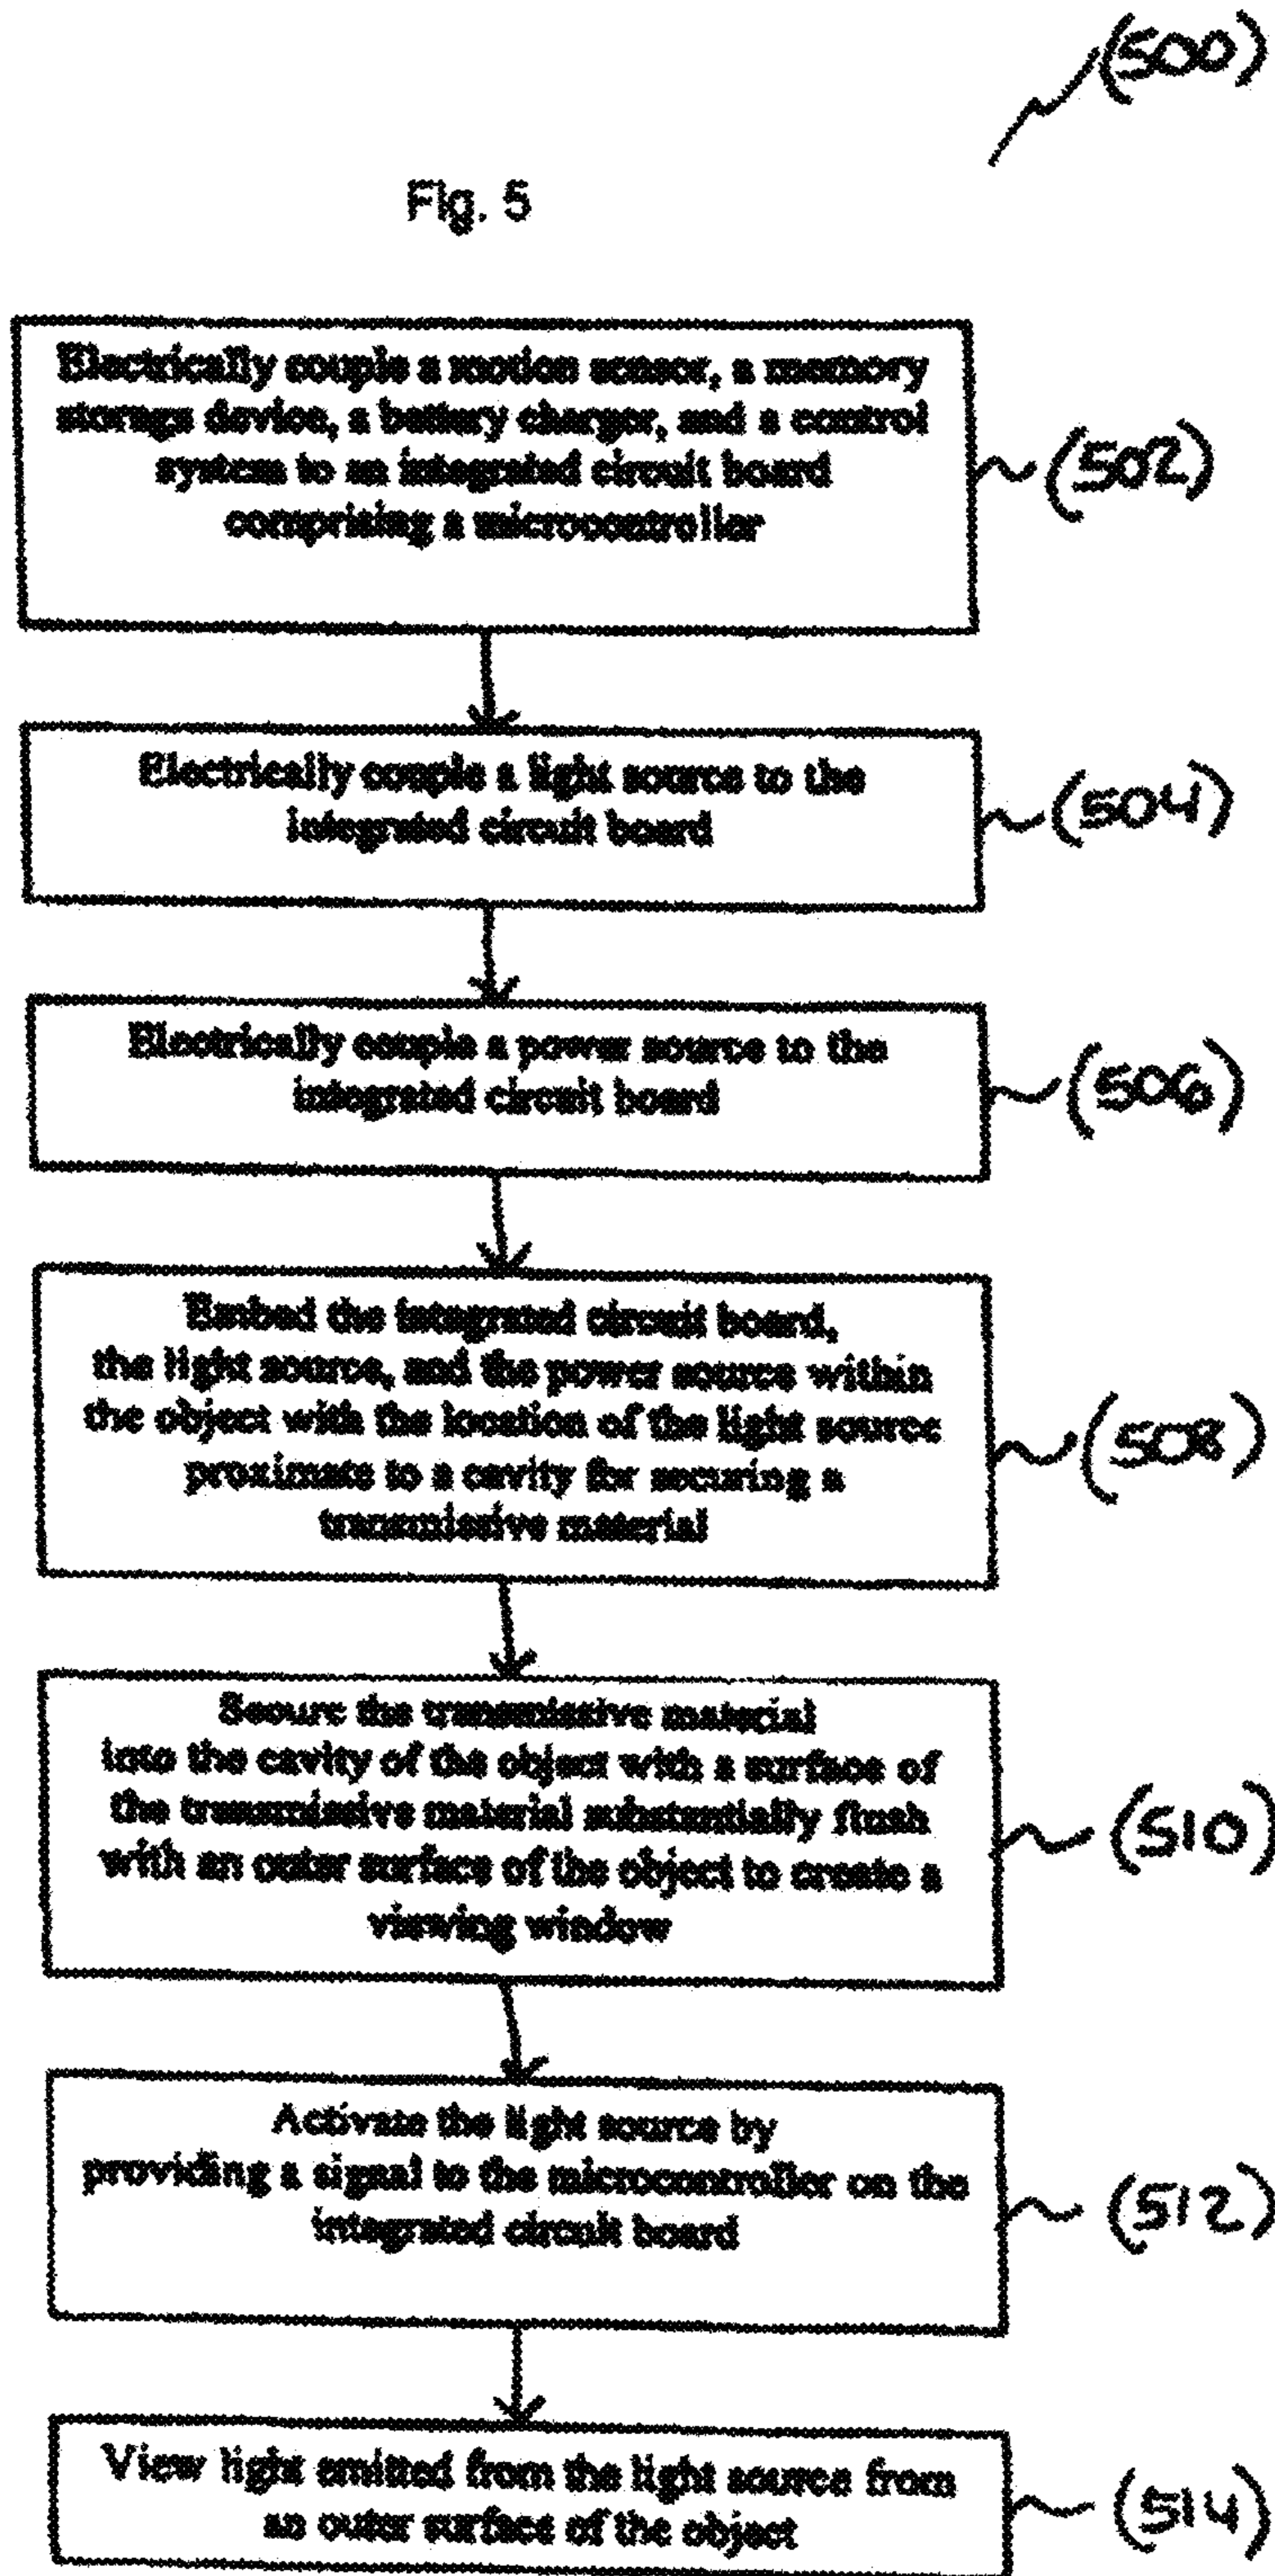 (500)
Fig. 5
Electrically couple a motion sensor, a memory
storage device, a battery charger, and a control
system to an integrated circuit board
comprising a microcontroller
(502)
Electrically couple a light source to the
integrated circuit board
(504)
Electrically couple a power source to the
integrated circuit board
(506)
Embed the integrated circuit board,
the light source, and the power source within
the object with the location of the light source
proximate to a cavity for securing a
transmissive material
(508)
Secure the transmissive material
into the cavity of the object with a surface of
the transmissive material substantially flush
with an outer surface of the object to create a
viewing window
(510)
Activate the light source by
providing a signal to the microcontroller on the
integrated circuit board
(512)
View light emitted from the light source from
an outer surface of the object
(514)